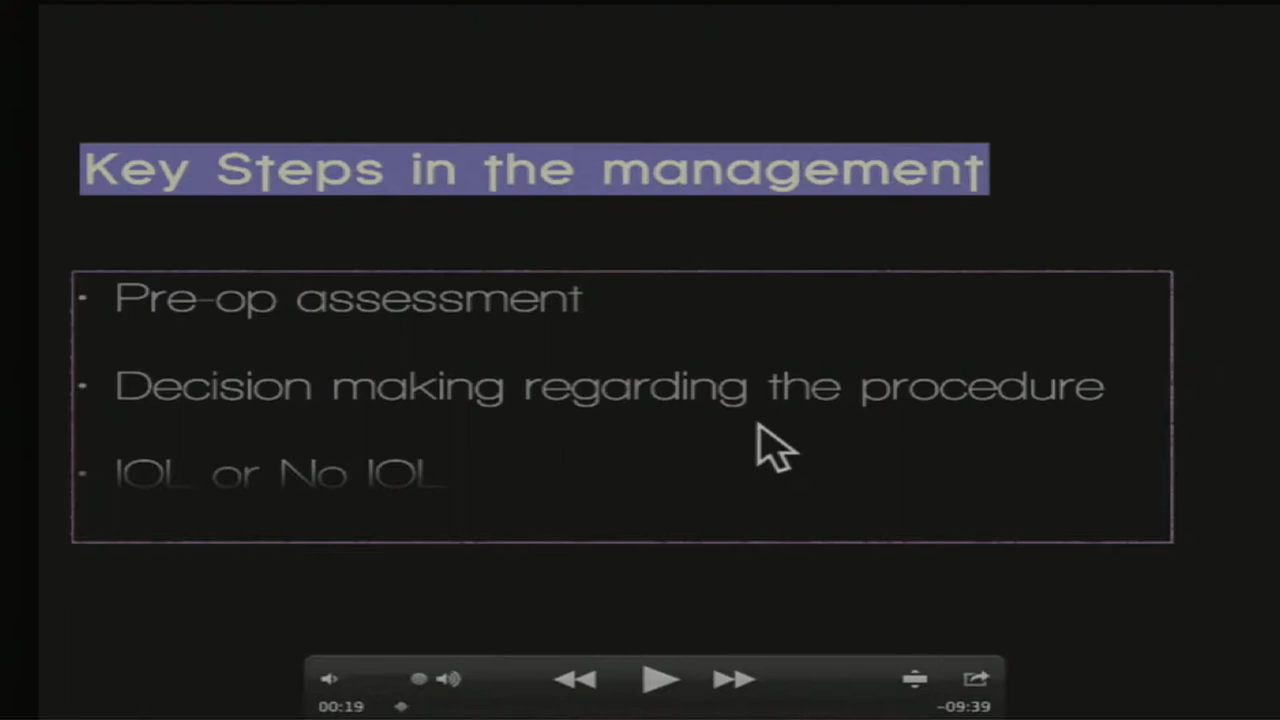 Key Steps in the management
• Pre-op assessment
• Decision making regarding the procedure
• IOL or No IOL
00:19
-09:39